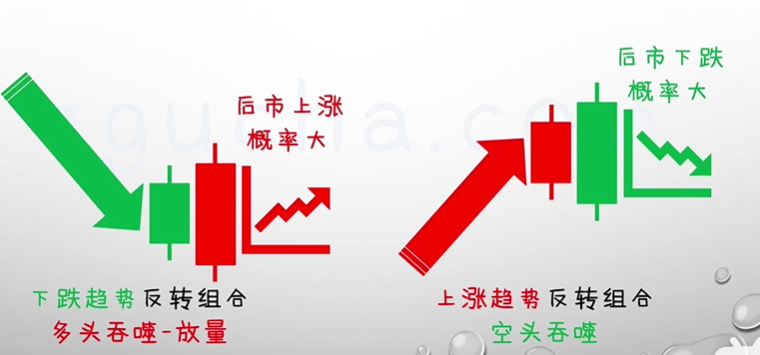 后市上涨
概率大
下跌趋势反转组合
多头吞噬-放量
后市下跌
概率大
上涨趋势反转组合
空头吞噬